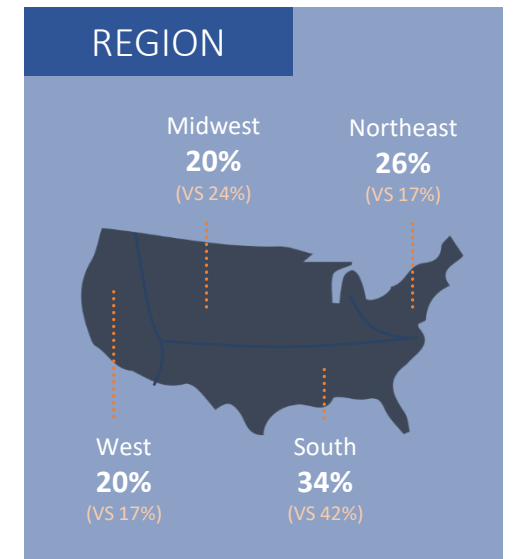 REGION
Midwest
20%
(VS 24%)
Northeast
26%
(VS 17%)
West
20%
(VS 17%)
South
34%
(VS 42%)